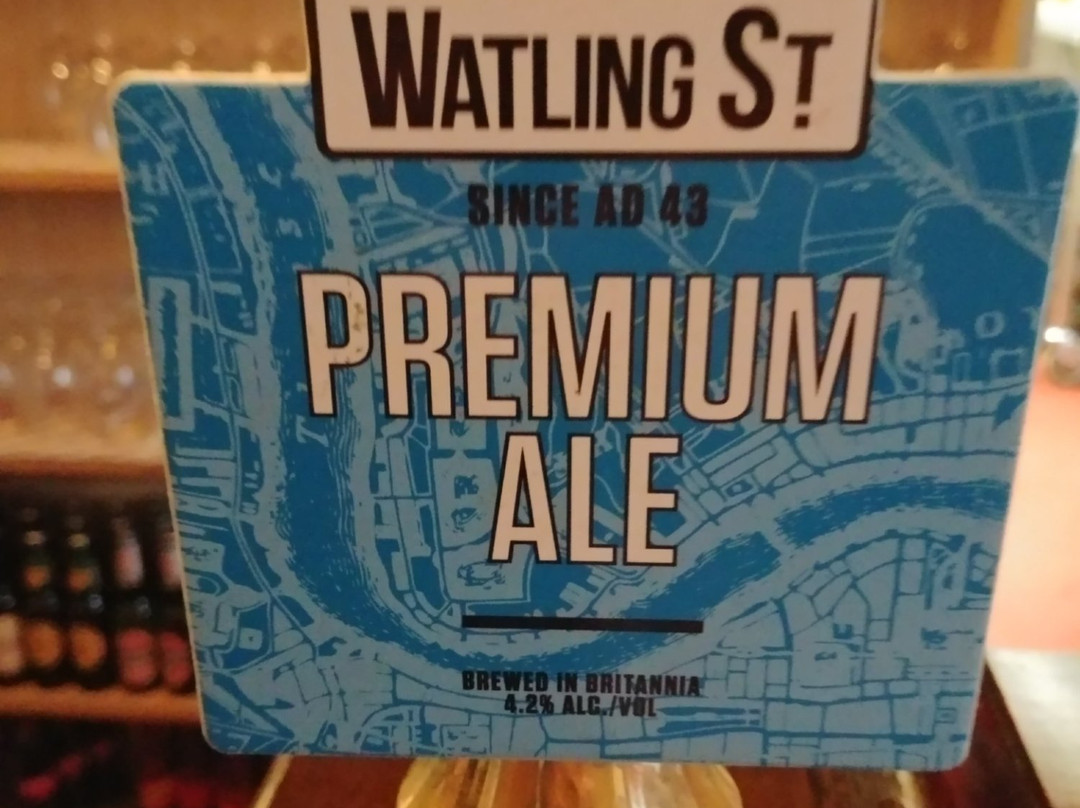 WATLING ST
SINCE AD 43
PREMIUM
ALE
BREWED IN BRITANNIA
4.2% ALC./VOL